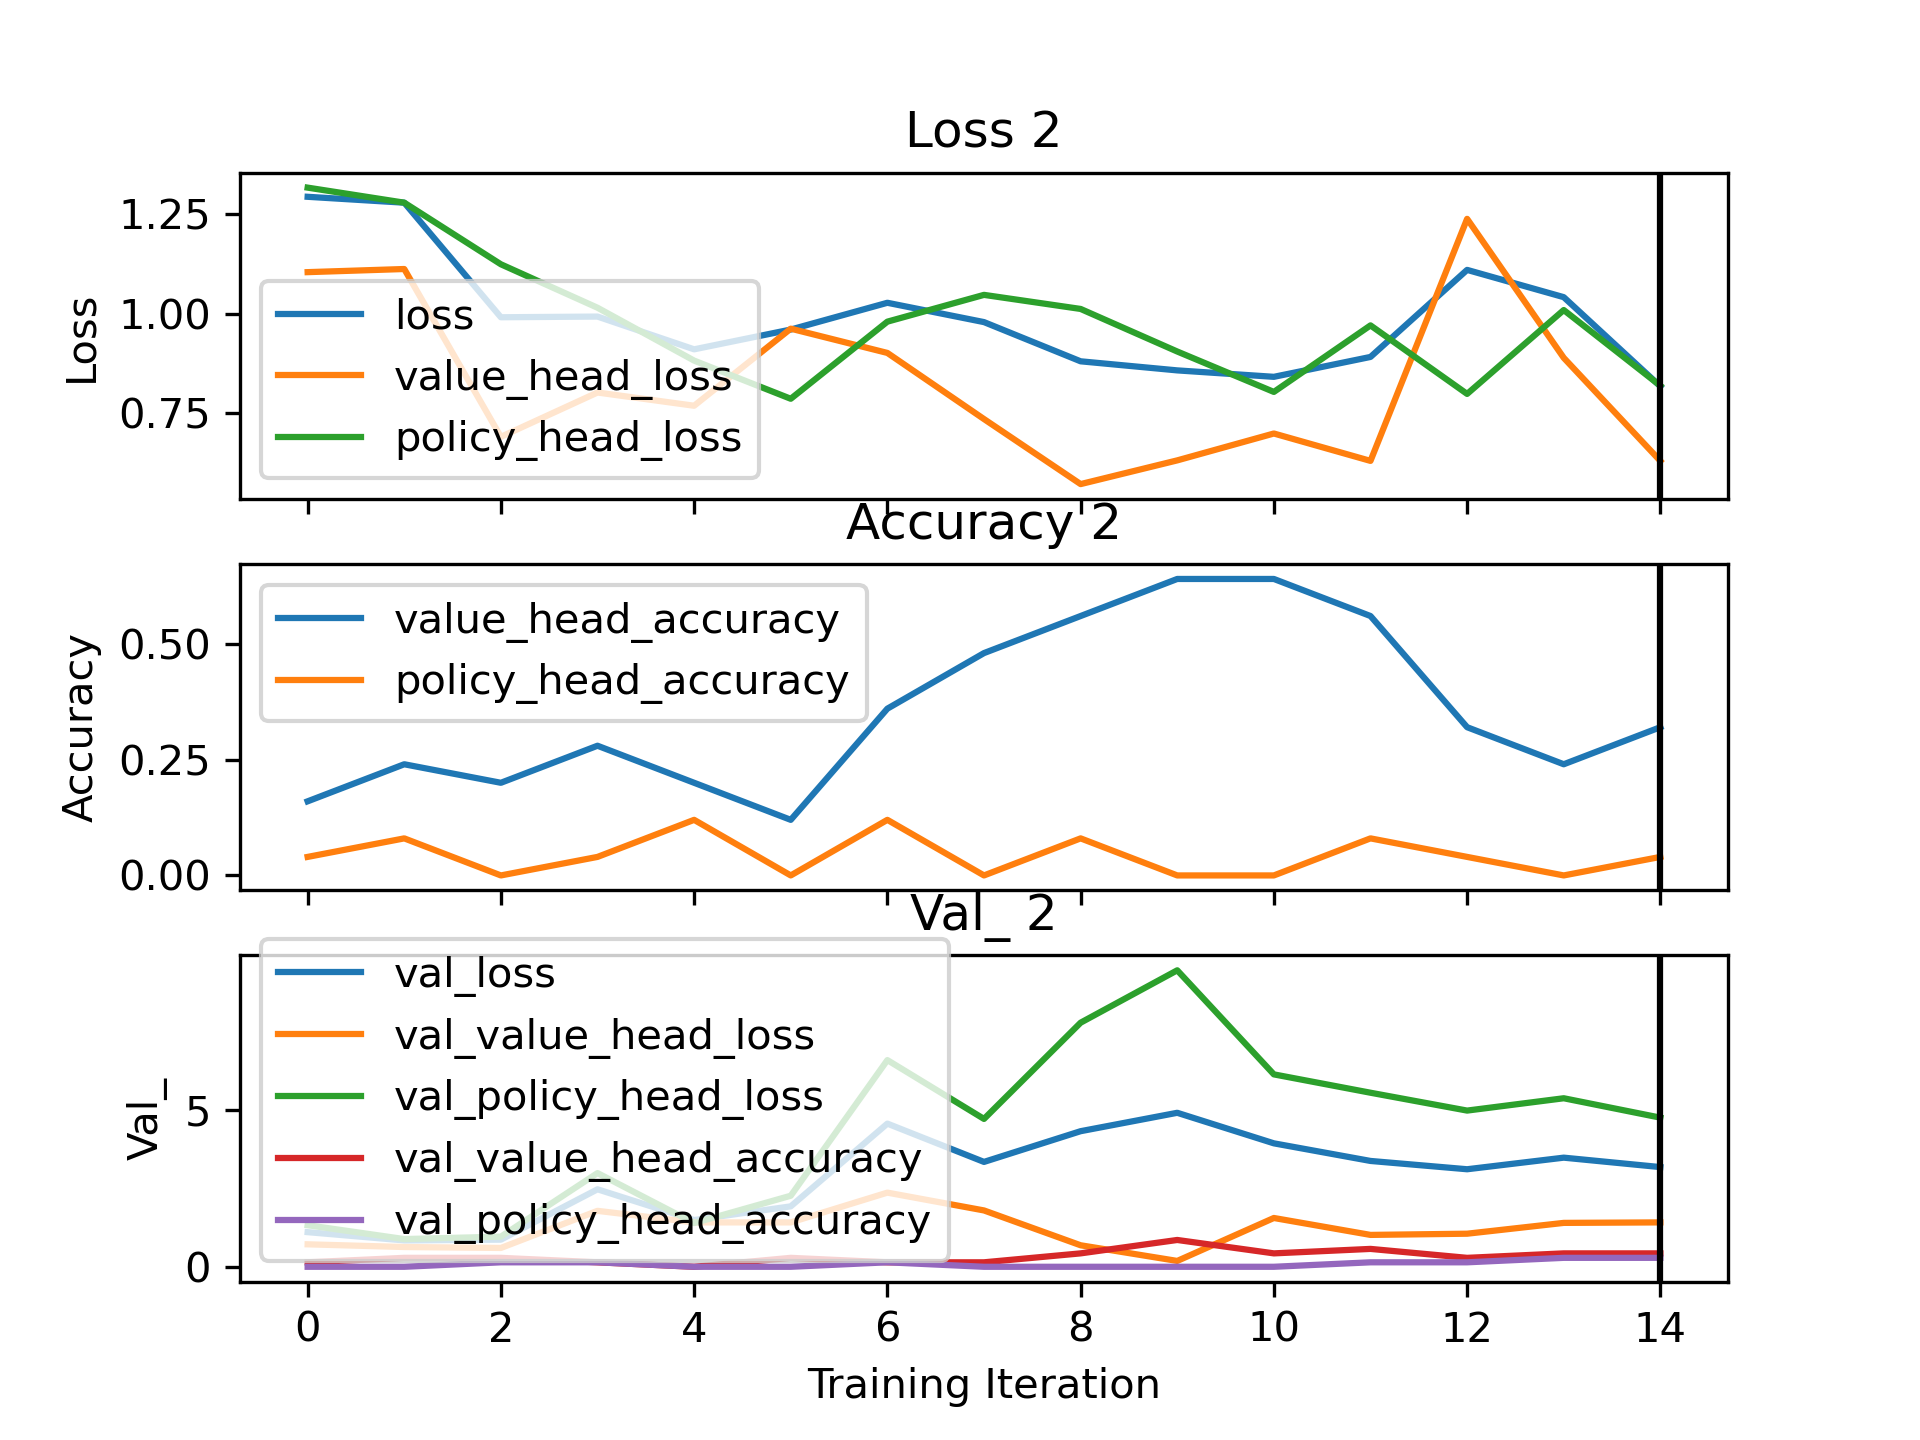 Loss 2
Loss
1.25
1.00
0.75
loss
value_head_loss
policy_head_loss
Accuracy 2
Accuracy
0.50
0.25
0.00
value_head_accuracy
policy_head_accuracy
Val_ 2
Val_
5
0
val_loss
val_value_head_loss
val_policy_head_loss
val_value_head_accuracy
val_policy_head_accuracy
0 2 4 6 8 10 12 14
Training Iteration